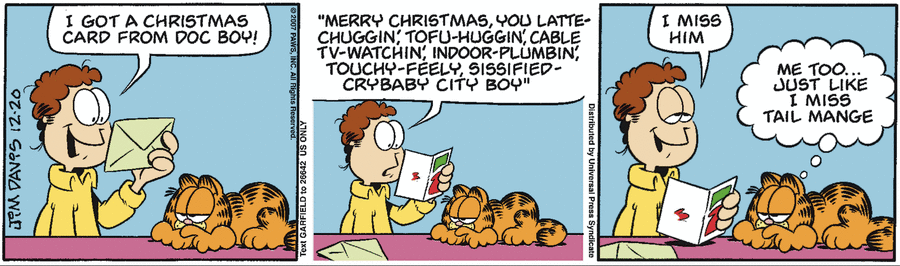 I GOT A CHRISTMAS
CARD FROM DOC BOY!
© 2007 PAWS, INC. All Rights Reserved.
JIM DAVIS 12·20
Text GARFIELD to 26642 US ONLY
"MERRY CHRISTMAS, YOU LATTE-
CHUGGIN', TOFU-HUGGIN', CABLE
TV-WATCHIN', INDOOR-PLUMBIN',
TOUCHY-FEELY, SISSIFIED-
CRYBABY CITY BOY"
Distributed by Universal Press Syndicate
I MISS
HIM
ME TOO...
JUST LIKE
I MISS
TAIL MANGE